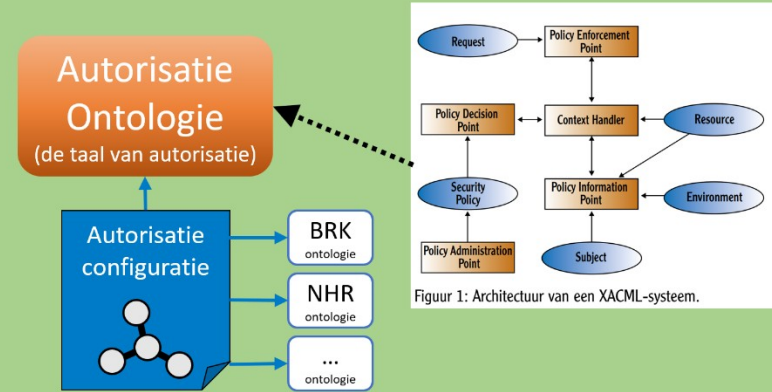 Autorisatie
Ontologie
(de taal van autorisatie)
Autorisatie
configuratie
BRK
ontologie
NHR
ontologie
...
ontologie
Request
Policy Enforcement
Point
Policy Decision
Point
Context Handler
Resource
Security
Policy
Policy Information
Point
Environment
Policy Administration
Point
Subject
Figuur 1: Architectuur van een XACML-systeem.